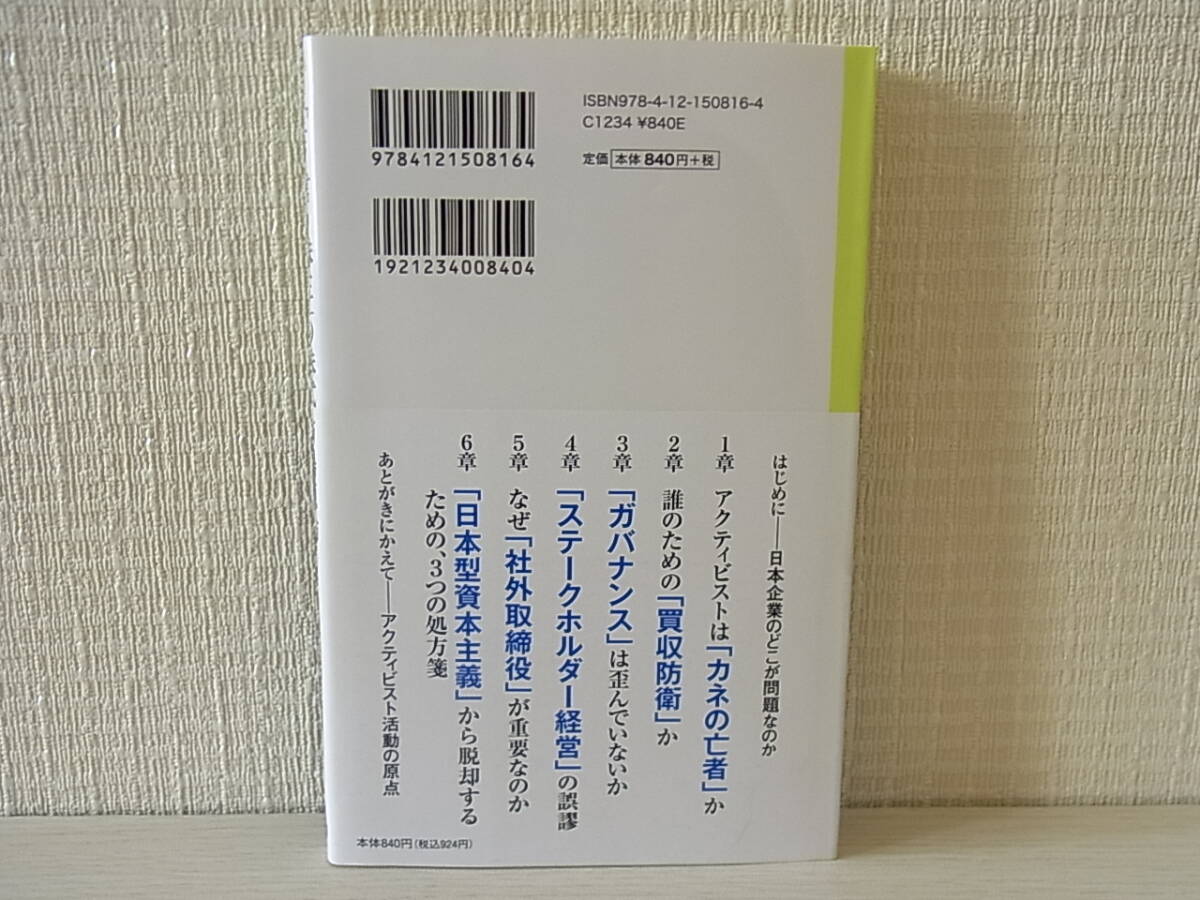 ISBN978-4-12-150816-4
C1234 ¥840E
定価 本体840円+税
9784121508164
1921234008404
はじめに――日本企業のどこが問題なのか
1章 アクティビストは「カネの亡者」か
2章 誰のための「買収防衛」か
3章 「ガバナンス」は歪んでいないか
4章 「ステークホルダー経営」の誤謬
5章 なぜ「社外取締役」が重要なのか
6章 「日本型資本主義」から脱却する
ための、3つの処方箋
あとがきにかえて――アクティビスト活動の原点
本体840円(税込924円)